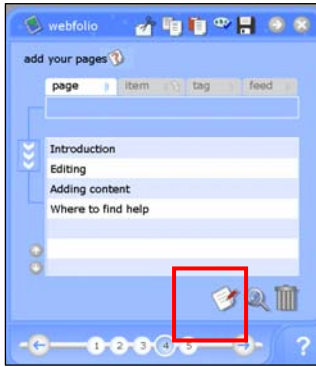 webfolio
add your pages
page item tag feed
Introduction
Editing
Adding content
Where to find help
1 2 3 4 5 ?